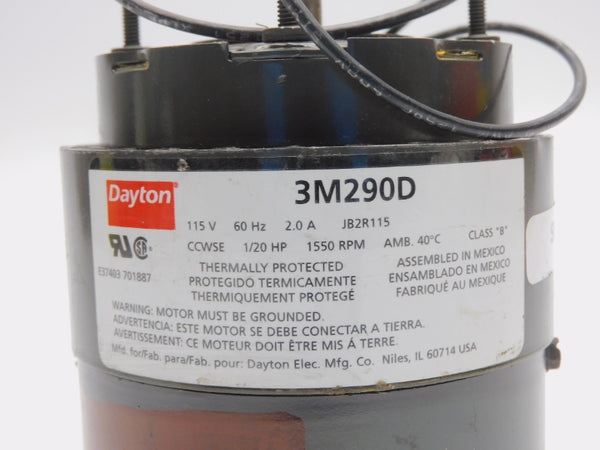 Dayton
3M290D
115 V 60 Hz 2.0 A JB2R115
CCWSE 1/20 HP 1550 RPM AMB. 40°C CLASS "B"
E37403 701887
THERMALLY PROTECTED
PROTEGIDO TERMICAMENTE
THERMIQUEMENT PROTEGÉ
ASSEMBLED IN MEXICO
ENSAMBLADO EN MEXICO
FABRIQUÉ AU MEXIQUE
WARNING: MOTOR MUST BE GROUNDED.
ADVERTENCIA: ESTE MOTOR SE DEBE CONECTAR A TIERRA.
AVERTISSEMENT: CE MOTEUR DOIT ÊTRE MIS Á TERRE.
Mfd. for/Fab. para/Fab. pour: Dayton Elec. Mfg. Co. Niles, IL 60714 USA